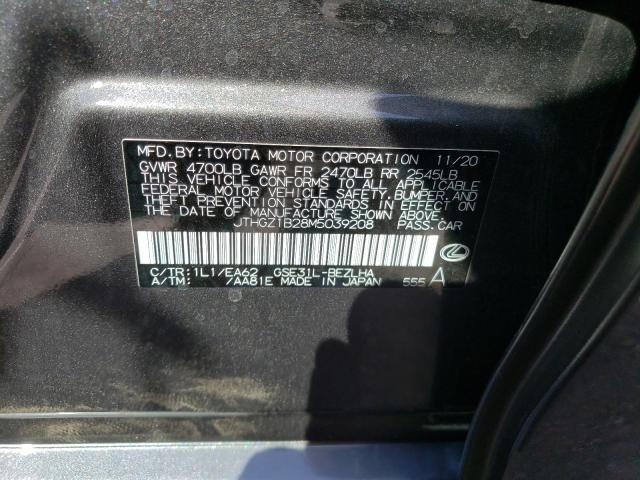 MFD. BY: TOYOTA MOTOR CORPORATION 11/20
GVWR 4700LB GAWR FR 2470LB RR 2545LB
THIS VEHICLE CONFORMS TO ALL APPLICABLE
FEDERAL MOTOR VEHICLE SAFETY, BUMPER, AND
THEFT PREVENTION STANDARDS IN EFFECT ON
THE DATE OF MANUFACTURE SHOWN ABOVE.
JTHGZ1B28M5039208 PASS.CAR
C/TR: 1L1/EA62 GSE31L-BEZLHA
A/TM: /AA81E MADE IN JAPAN 555 A